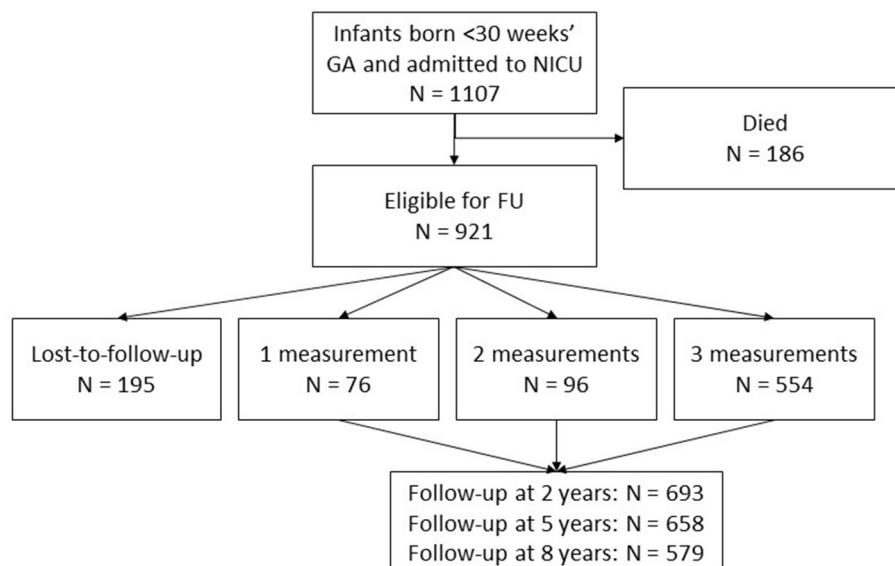 Infants born <30 weeks'
GA and admitted to NICU
N = 1107
Died
N = 186
Eligible for FU
N = 921
Lost-to-follow-up
N = 195
1 measurement
N = 76
2 measurements
N = 96
3 measurements
N = 554
Follow-up at 2 years: N = 693
Follow-up at 5 years: N = 658
Follow-up at 8 years: N = 579